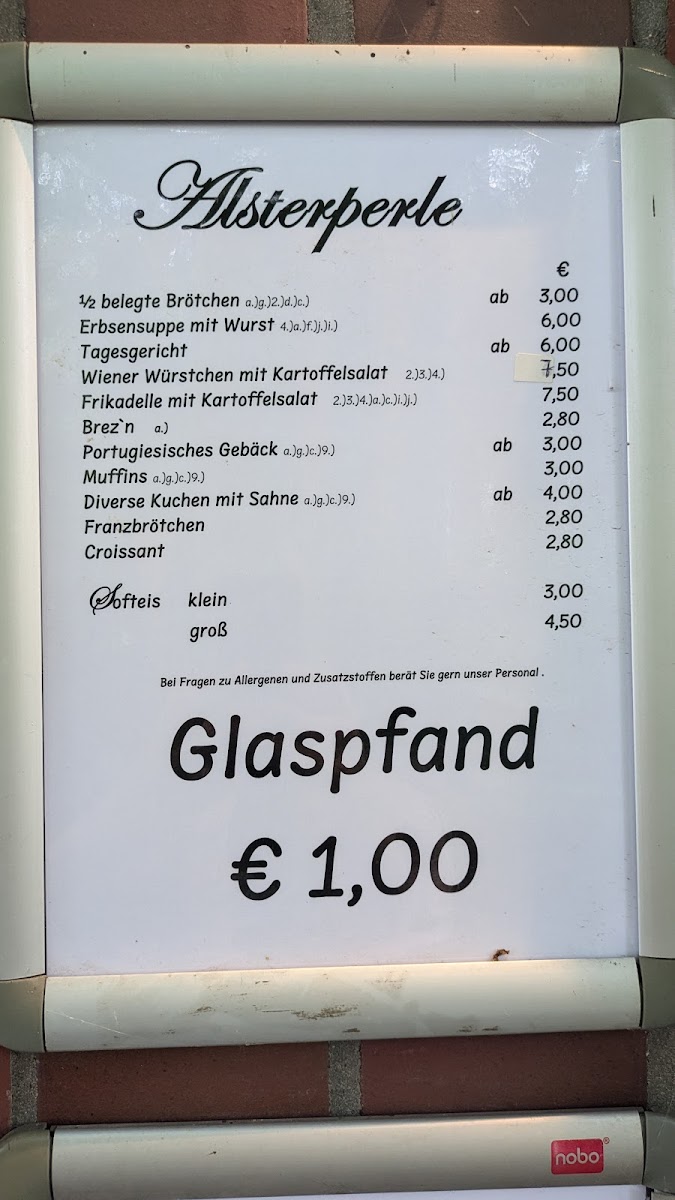 Alsterperle
€
½ belegte Brötchen a.)g.)2.)d.)c.) ab 3,00
Erbsensuppe mit Wurst 4.)a.)f.)j.)i.) 6,00
Tagesgericht ab 6,00
Wiener Würstchen mit Kartoffelsalat 2.)3.)4.) 7,50
Frikadelle mit Kartoffelsalat 2.)3.)4.)a.)c.)i.)j.) 7,50
Brez`n a.) 2,80
Portugiesisches Gebäck a.)g.)c.)9.) ab 3,00
Muffins a.)g.)c.)9.) 3,00
Diverse Kuchen mit Sahne a.)g.)c.)9.) ab 4,00
Franzbrötchen 2,80
Croissant 2,80
Softeis klein 3,00
groß 4,50
Bei Fragen zu Allergenen und Zusatzstoffen berät Sie gern unser Personal .
Glaspfand
€ 1,00
nobo®